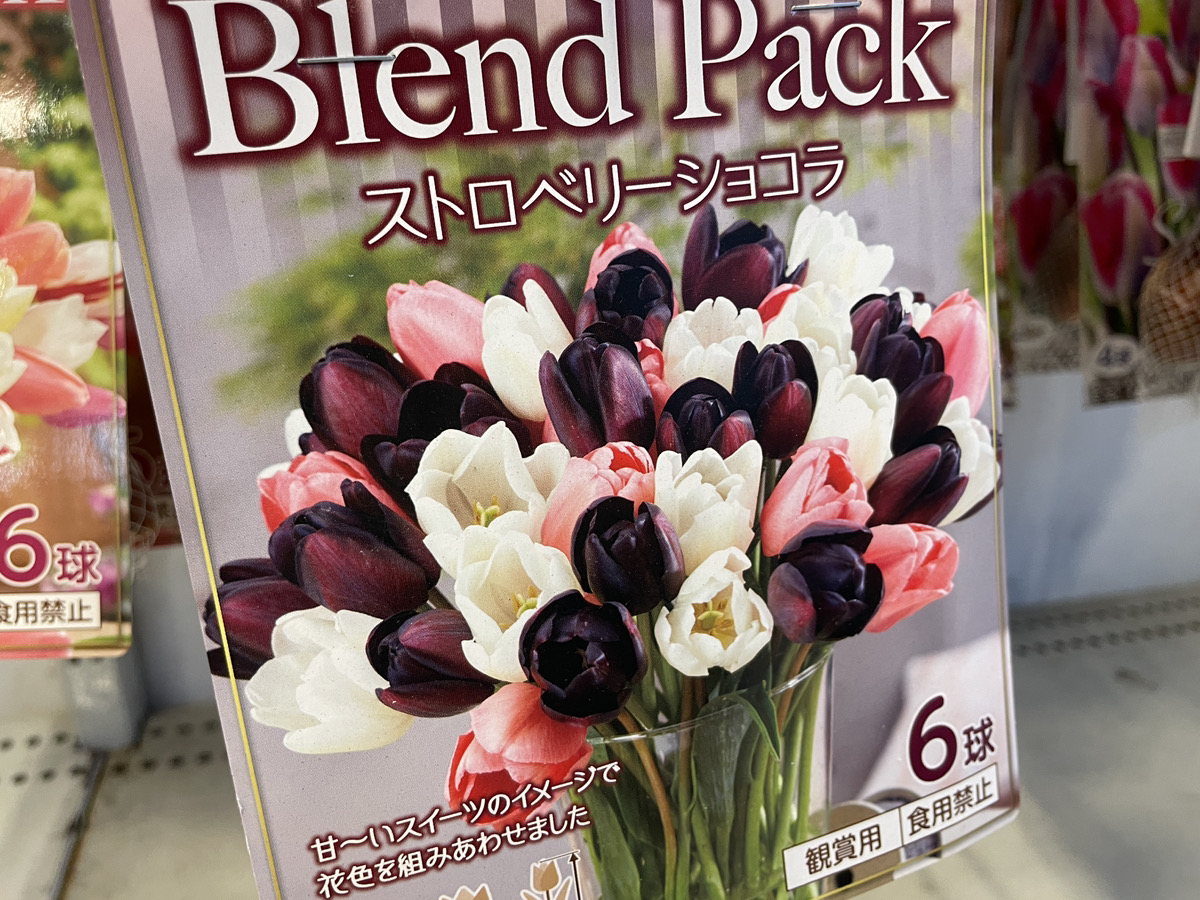 Blend Pack
ストロベリーショコラ
6球
食用禁止
甘〜いスイーツのイメージで
花色を組みあわせました
6球
観賞用
食用禁止